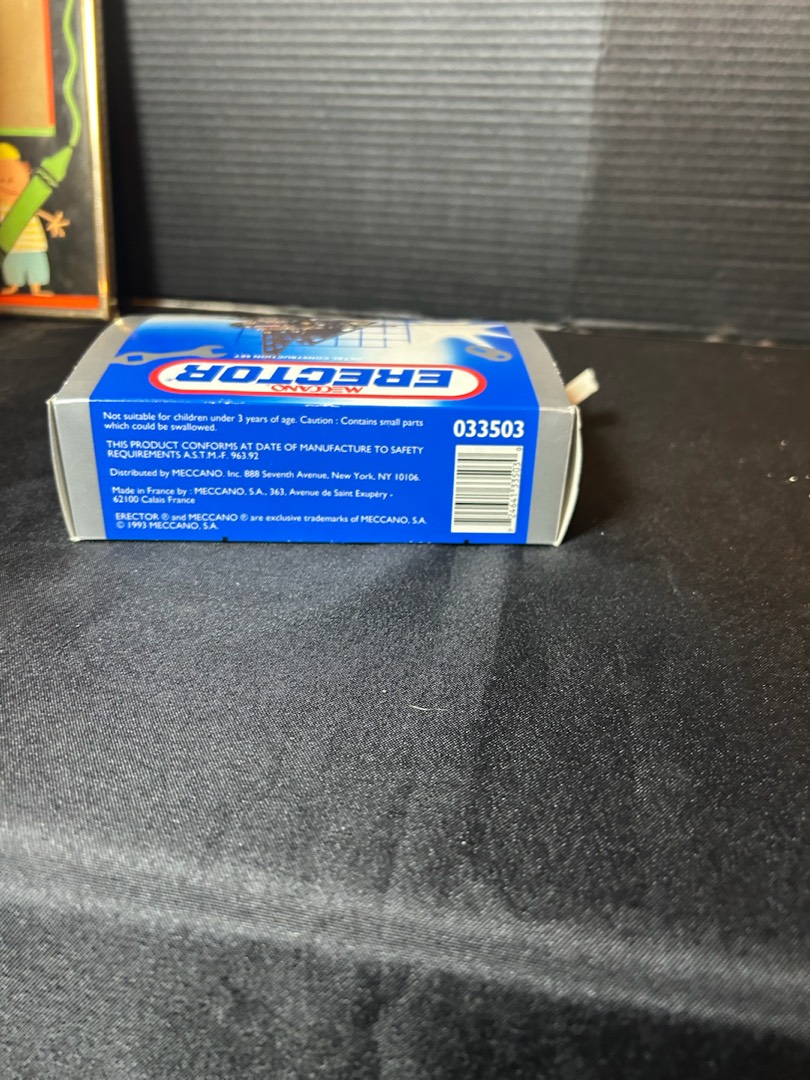 METAL CONSTRUCTION SET
MECCANO
ERECTOR®
Not suitable for children under 3 years of age. Caution : Contains small parts
which could be swallowed.
THIS PRODUCT CONFORMS AT DATE OF MANUFACTURE TO SAFETY
REQUIREMENTS A.S.T.M.-F. 963.92
Distributed by MECCANO. Inc. 888 Seventh Avenue, New York, NY 10106.
Made in France by : MECCANO, S.A., 363, Avenue de Saint Exupéry -
62100 Calais France
ERECTOR ® and MECCANO ® are exclusive trademarks of MECCANO, S.A.
© 1993 MECCANO, S.A.
033503